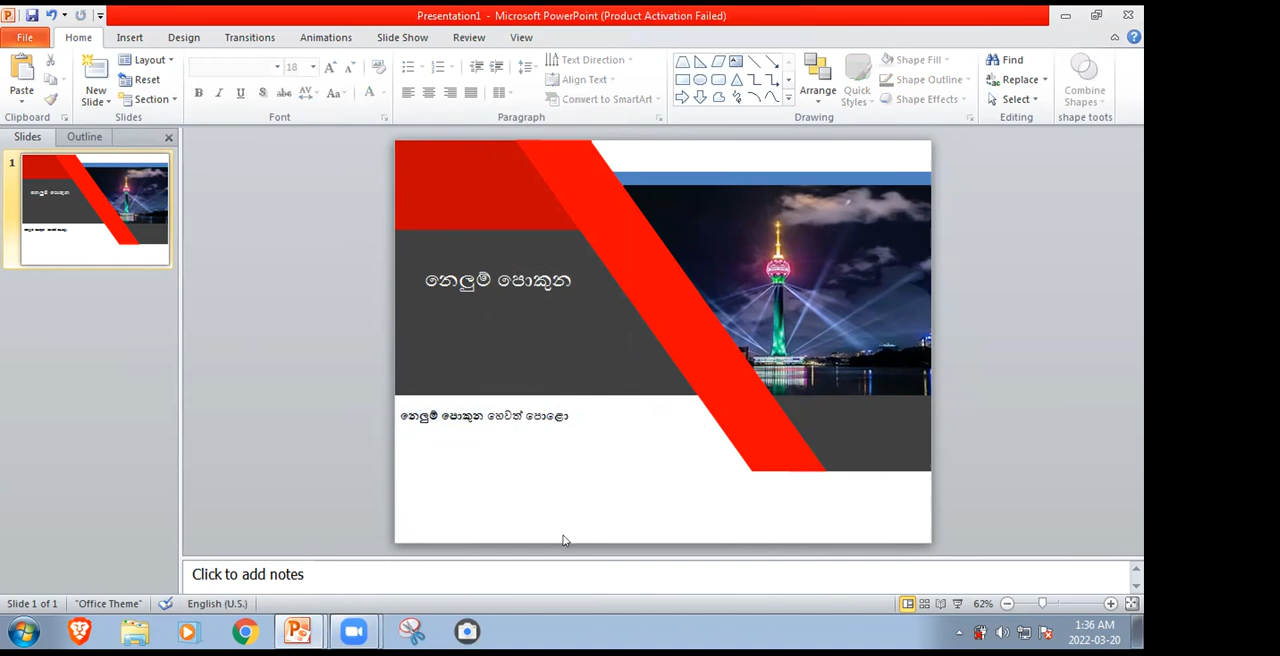 Presentation1 - Microsoft PowerPoint (Product Activation Failed)
File Home Insert Design Transitions Animations Slide Show Review View
Paste
Clipboard
New Slide
Layout
Reset
Section
Slides
18
Font
Text Direction
Align Text
Convert to SmartArt
Paragraph
Arrange
Quick Styles
Shape Fill
Shape Outline
Shape Effects
Drawing
Find
Replace
Select
Editing
Combine Shapes
shape tools
Slides Outline
1
නෙලුම් පොකුන
නෙලුම් පොකුන හෙවත් පොළො
Click to add notes
Slide 1 of 1 "Office Theme" English (U.S.) 62%
1:36 AM
2022-03-20